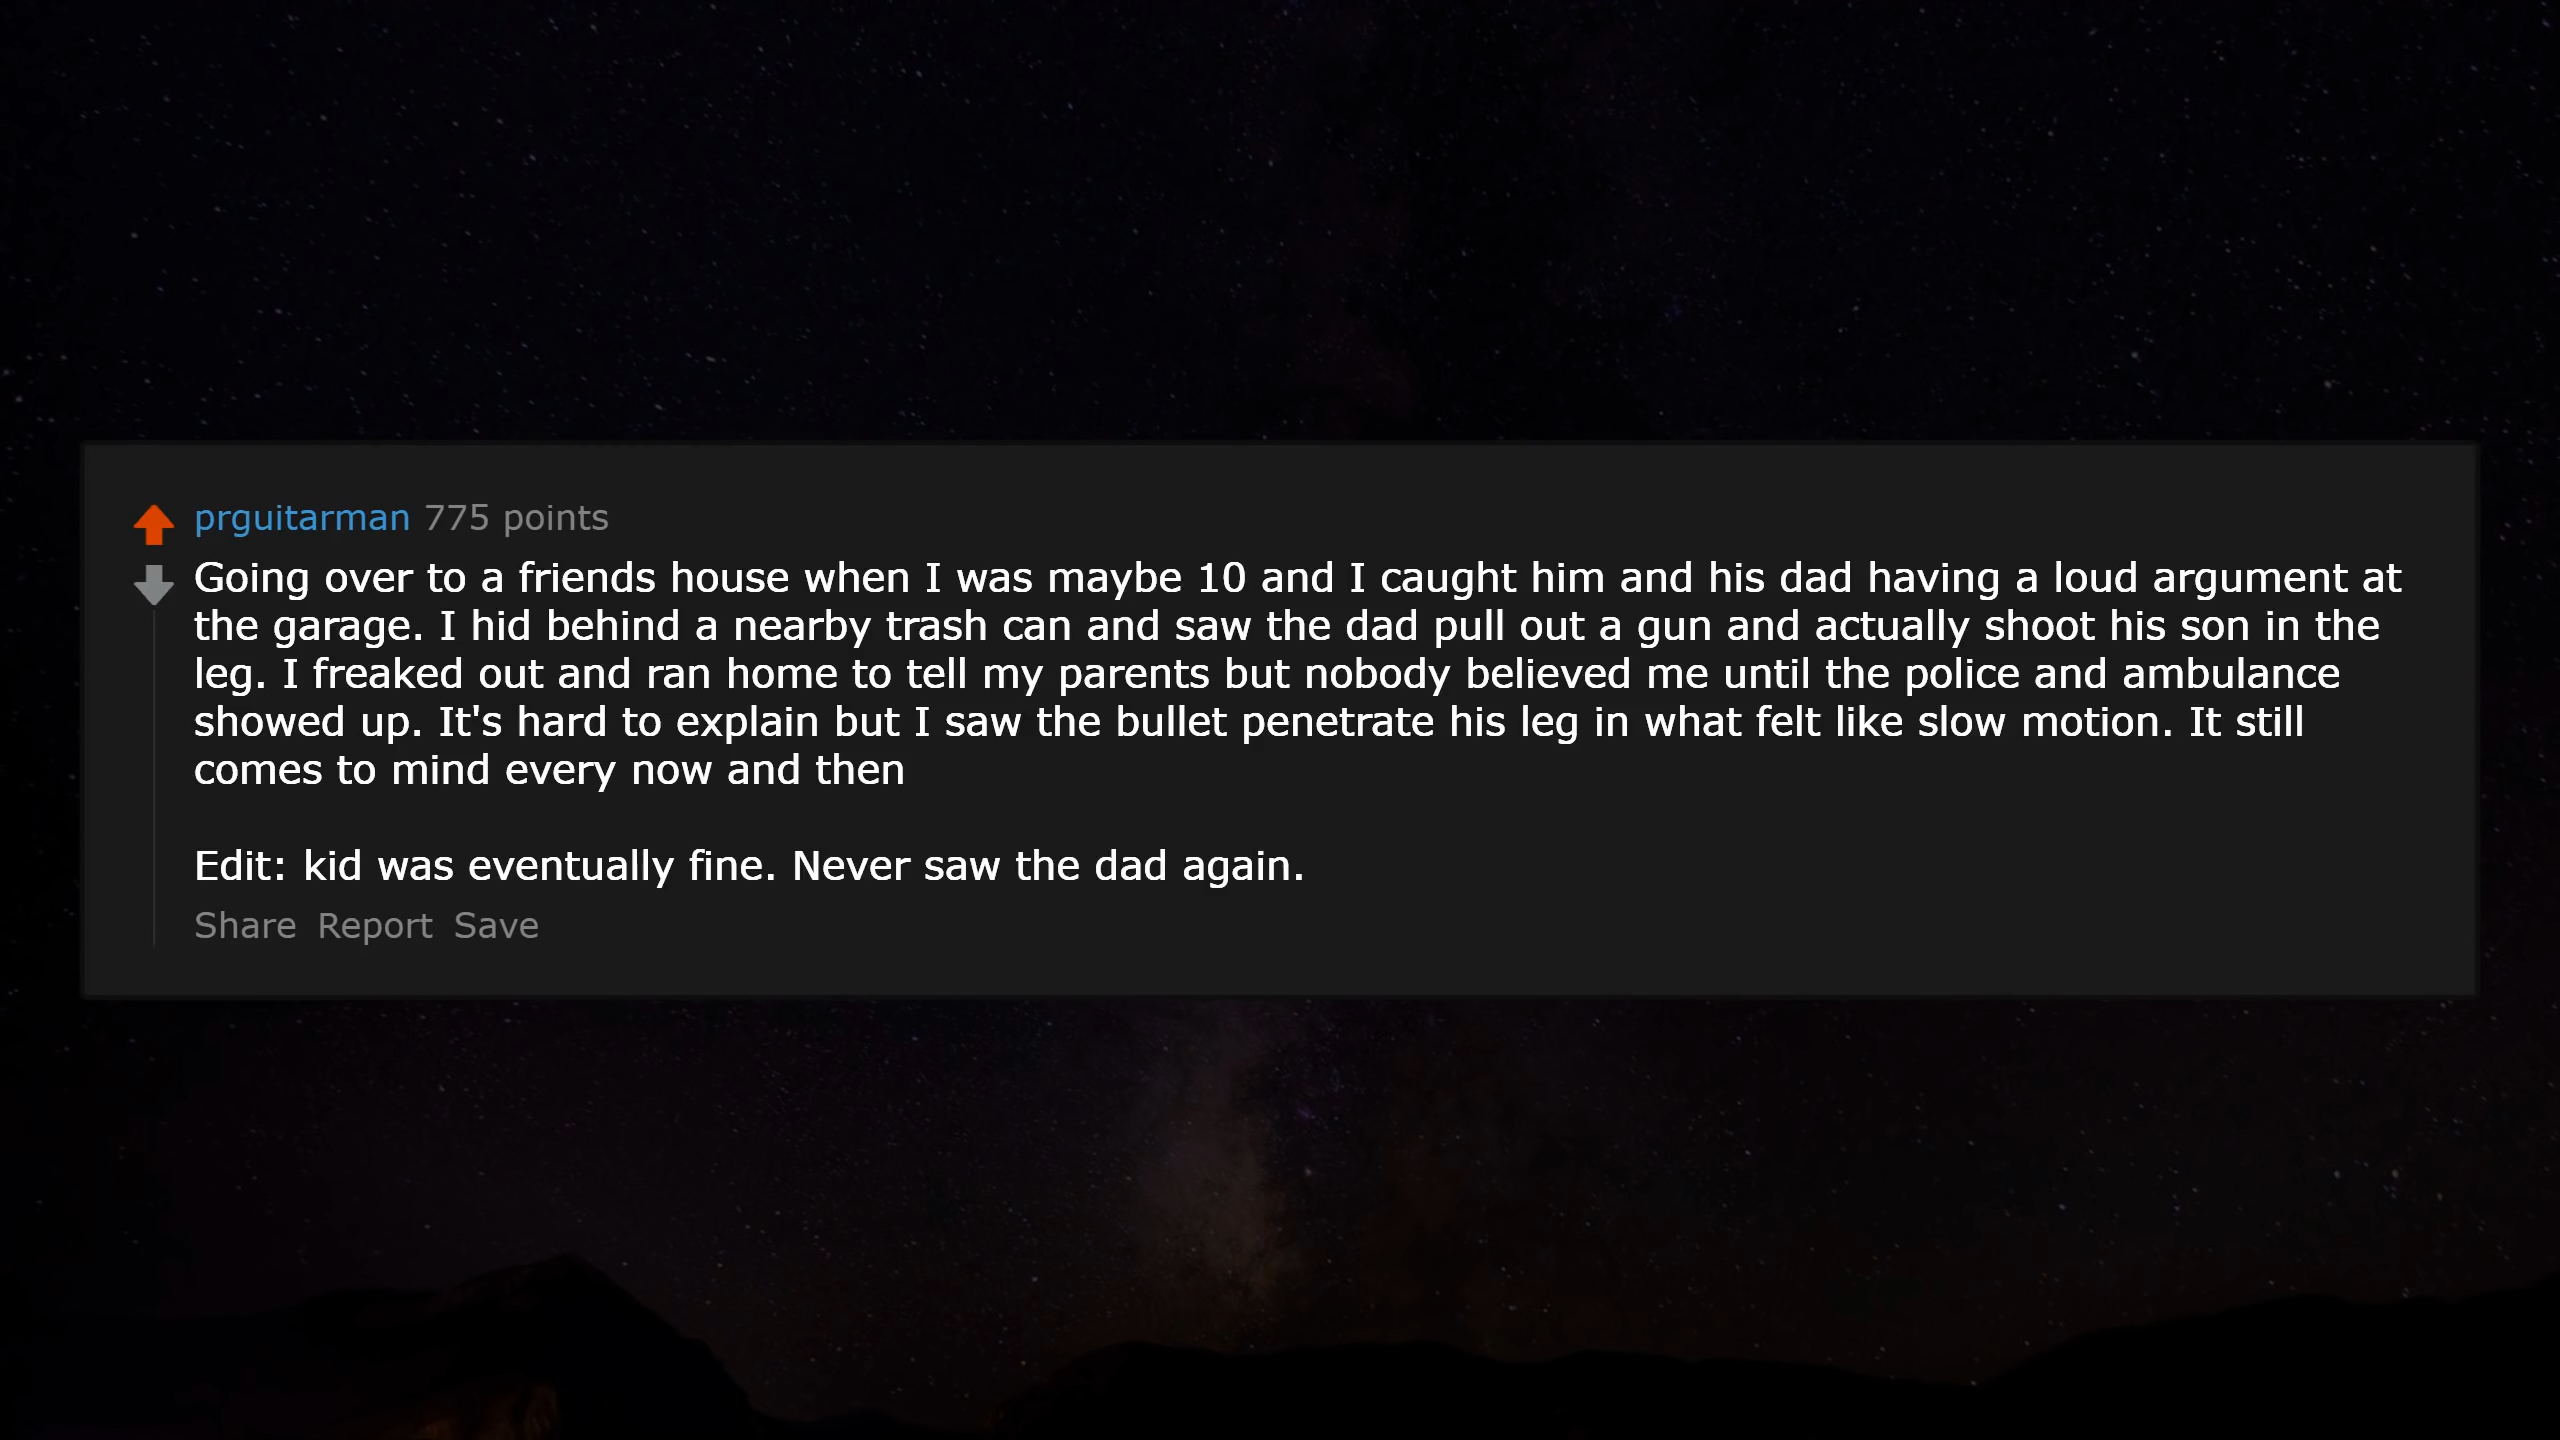 prguitarman 775 points
Going over to a friends house when I was maybe 10 and I caught him and his dad having a loud argument at
the garage. I hid behind a nearby trash can and saw the dad pull out a gun and actually shoot his son in the
leg. I freaked out and ran home to tell my parents but nobody believed me until the police and ambulance
showed up. It's hard to explain but I saw the bullet penetrate his leg in what felt like slow motion. It still
comes to mind every now and then
Edit: kid was eventually fine. Never saw the dad again.
Share Report Save